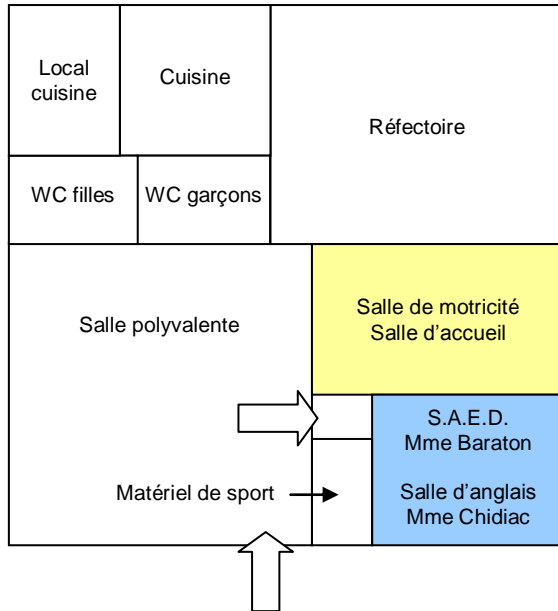 Local
cuisine
Cuisine
Réfectoire
WC filles
WC garçons
Salle polyvalente
Salle de motricité
Salle d'accueil
S.A.E.D.
Mme Baraton
Matériel de sport
Salle d'anglais
Mme Chidiac